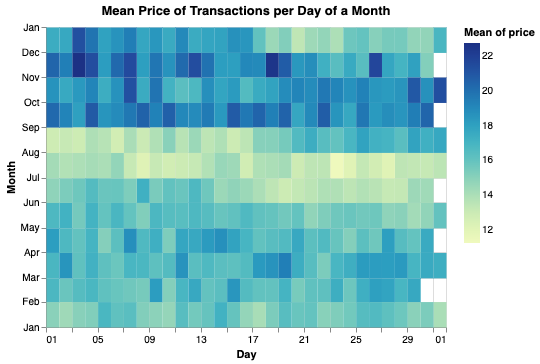 Mean Price of Transactions per Day of a Month
Mean of price
Jan
Dec
Nov
Oct
Sep
Aug
Jul
Jun
May
Apr
Mar
Feb
Jan
Month
22
20
18
16
14
12
01 05 09 13 17 21 25 29 01
Day